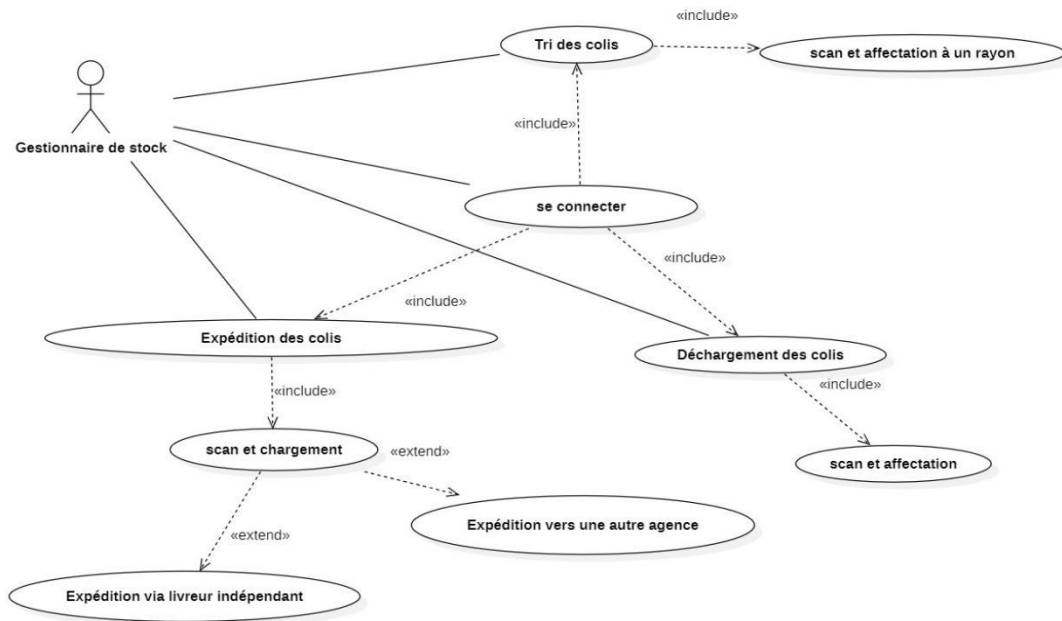 «include»
Tri des colis
scan et affectation à un rayon
«include»
Gestionnaire de stock
se connecter
«include»
«include»
Expédition des colis
Déchargement des colis
«include»
«include»
scan et chargement
«extend»
scan et affectation
Expédition vers une autre agence
«extend»
Expédition via livreur indépendant